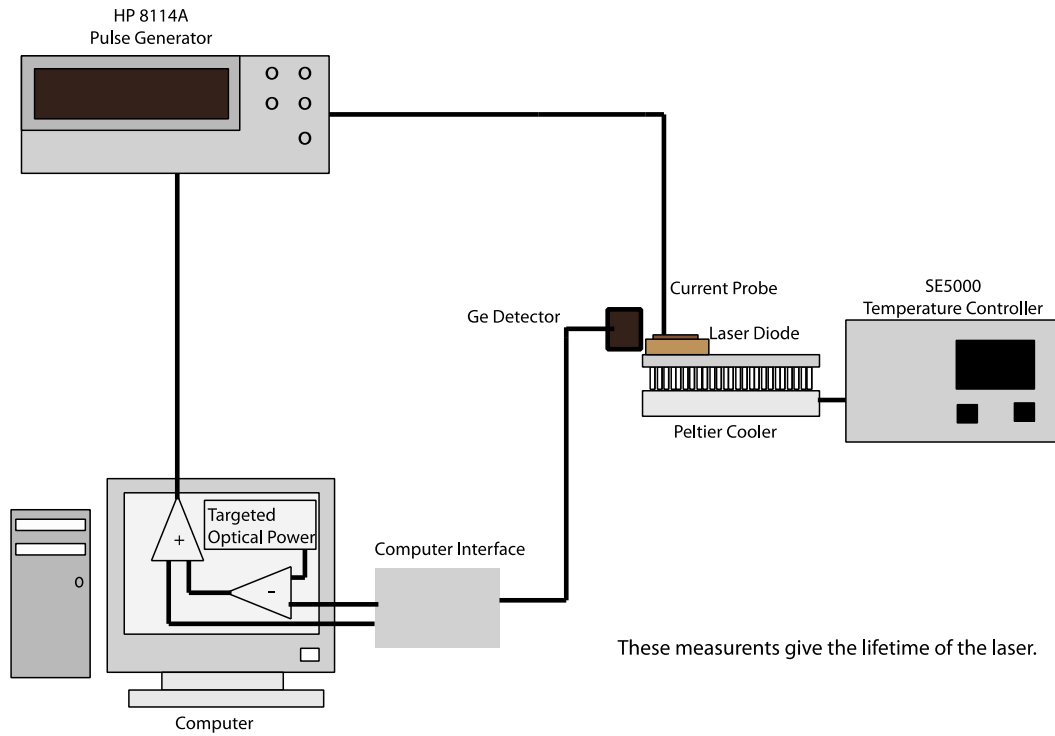 HP 8114A
Pulse Generator
Current Probe
SE5000
Temperature Controller
Ge Detector
Laser Diode
Peltier Cooler
Targeted
Optical Power
+
-
Computer Interface
These measurents give the lifetime of the laser.
Computer